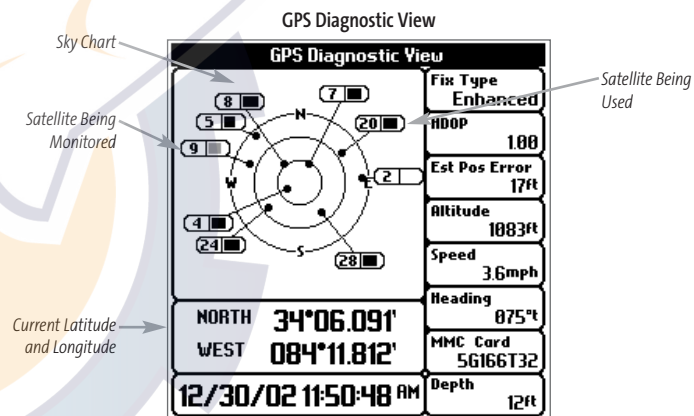 GPS Diagnostic View
Sky Chart
GPS Diagnostic View
Satellite Being
Monitored
Satellite Being
Used
8
7
5
20
9
2
4
24
28
N
W
E
S
Fix Type
Enhanced
HDOP
1.00
Est Pos Error
17ft
Altitude
1083ft
Speed
3.6mph
Heading
075°t
MMC Card
5G166T32
Depth
12ft
Current Latitude
and Longitude
NORTH 34°06.091'
WEST 084°11.812'
12/30/02 11:50:48 AM